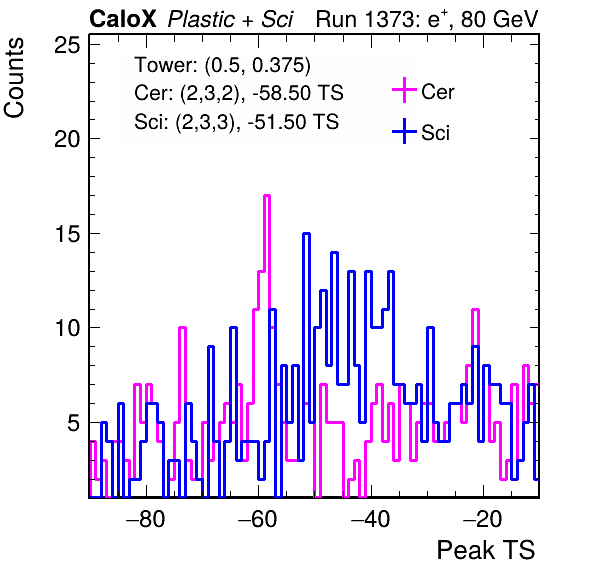 CaloX Plastic + Sci Run 1373: e+, 80 GeV
Counts
25
20
15
10
5
Tower: (0.5, 0.375)
Cer: (2,3,2), -58.50 TS
Sci: (2,3,3), -51.50 TS
Cer
Sci
−80 −60 −40 −20
Peak TS